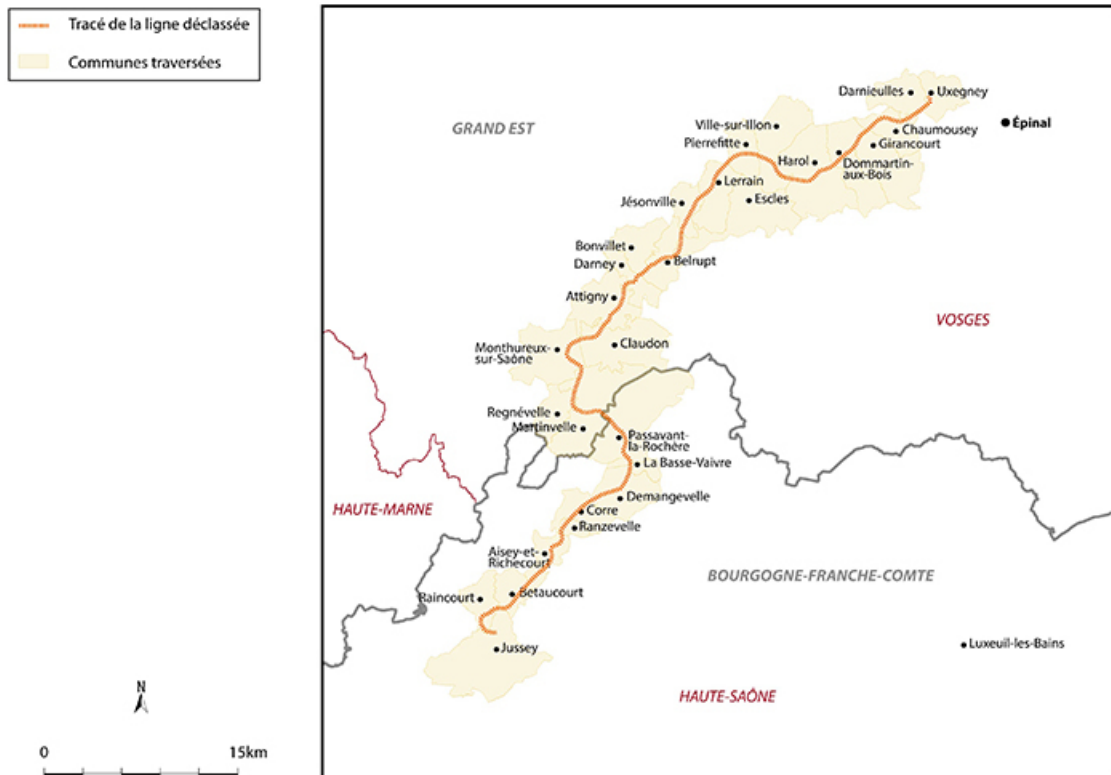 Tracé de la ligne déclassée
Communes traversées
Darnieulles
Uxegney
Épinal
GRAND EST
Ville-sur-Illon
Chaumousey
Pierrefitte
Girancourt
Harol
Dommartin-
aux-Bois
Lerrain
Escles
Jésonville
Bonvillet
Darney
Belrupt
Attigny
VOSGES
Monthureux-
sur-Saône
Claudon
Regnévelle
Martinvelle
Passavant-
la-Rochère
La Basse-Vaivre
Demangevelle
HAUTE-MARNE
Corre
Ranzevelle
Aisey-et-
Richecourt
BOURGOGNE-FRANCHE-COMTE
Raincourt
Betaucourt
Jussey
Luxeuil-les-Bains
HAUTE-SAÔNE
N
0
15km